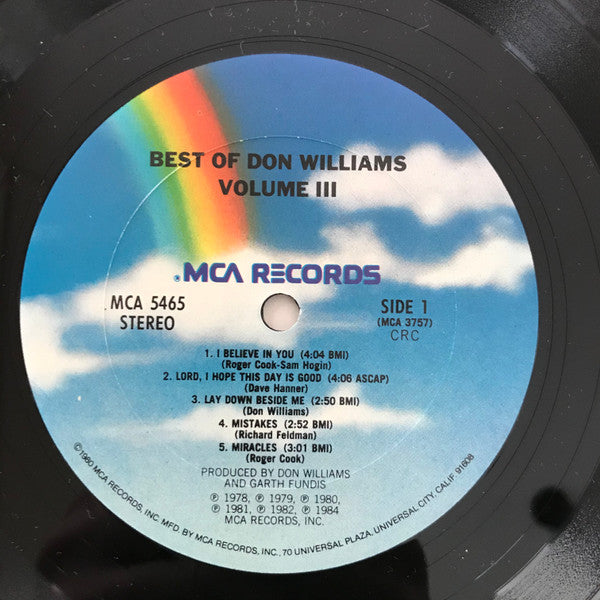 BEST OF DON WILLIAMS
VOLUME III
®MCA RECORDS
MCA 5465
STEREO
SIDE 1
(MCA 3757)
CRC
1. I BELIEVE IN YOU (4:04 BMI)
(Roger Cook-Sam Hogin)
2. LORD, I HOPE THIS DAY IS GOOD (4:06 ASCAP)
(Dave Hanner)
3. LAY DOWN BESIDE ME (2:50 BMI)
(Don Williams)
4. MISTAKES (2:52 BMI)
(Richard Feldman)
5. MIRACLES (3:01 BMI)
(Roger Cook)
PRODUCED BY DON WILLIAMS
AND GARTH FUNDIS
℗ 1978, ℗ 1979, ℗ 1980,
℗ 1981, ℗ 1982, ℗ 1984
MCA RECORDS, INC.
©1980 MCA RECORDS, INC. MFD. BY MCA RECORDS, INC., 70 UNIVERSAL PLAZA, UNIVERSAL CITY, CALIF. 91608